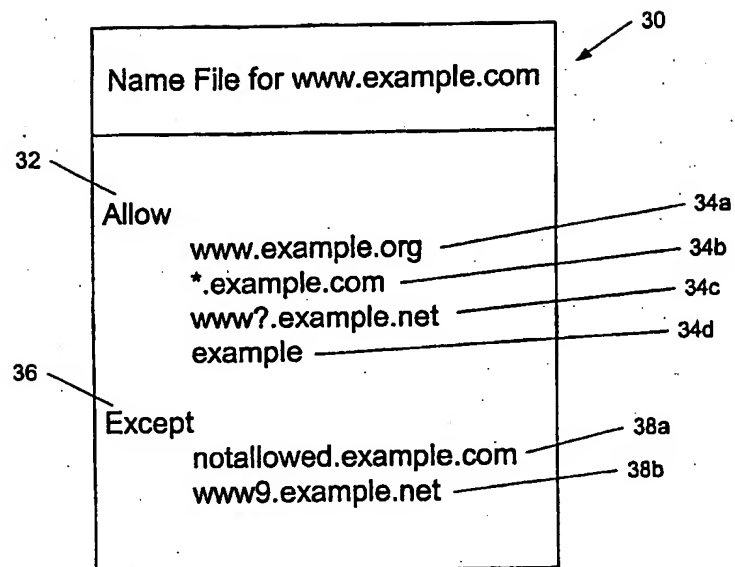 30
Name File for www.example.com
32
Allow
www.example.org 34a
*.example.com 34b
www?.example.net 34c
example 34d
36
Except
notallowed.example.com 38a
www9.example.net 38b